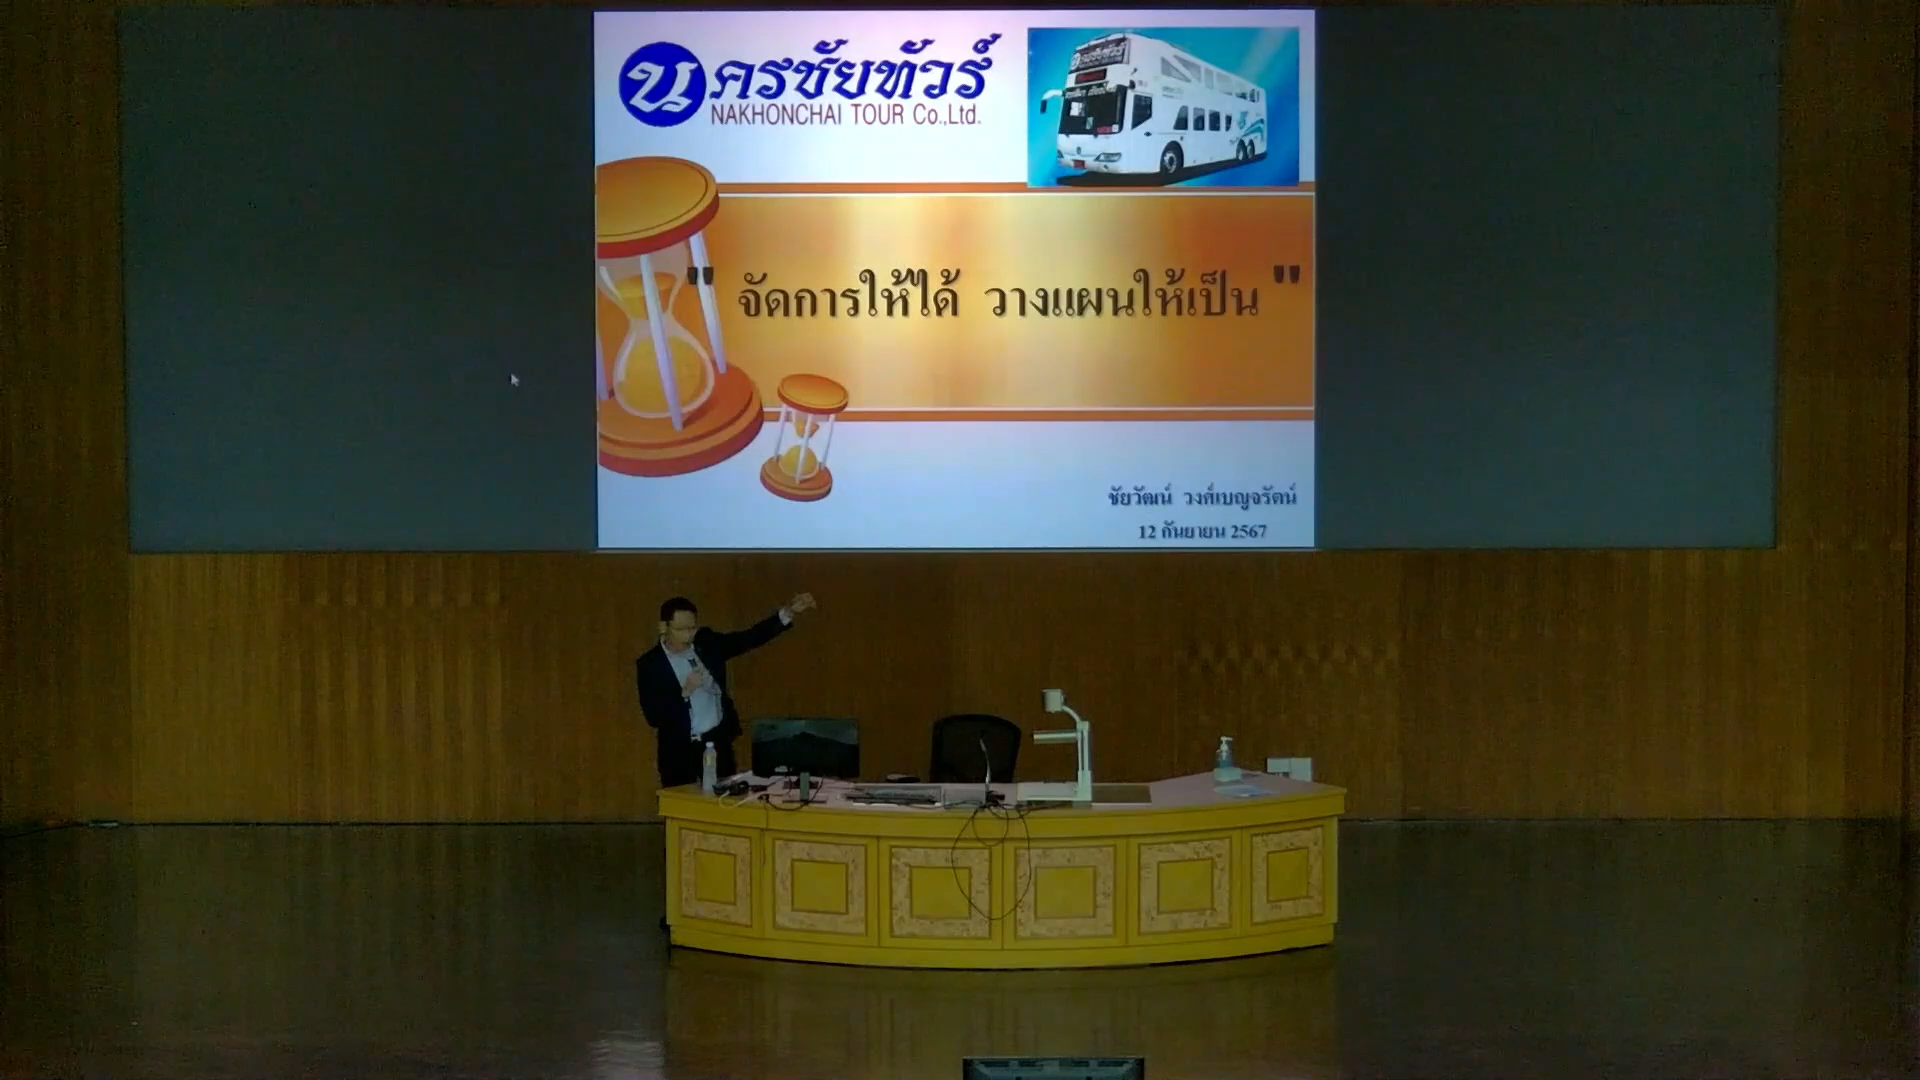 นครชัยทัวร์
NAKHONCHAI TOUR Co.,Ltd.
" จัดการให้ได้ วางแผนให้เป็น "
ชัยวัฒน์ วงศ์เบญจรัตน์
12 กันยายน 2567